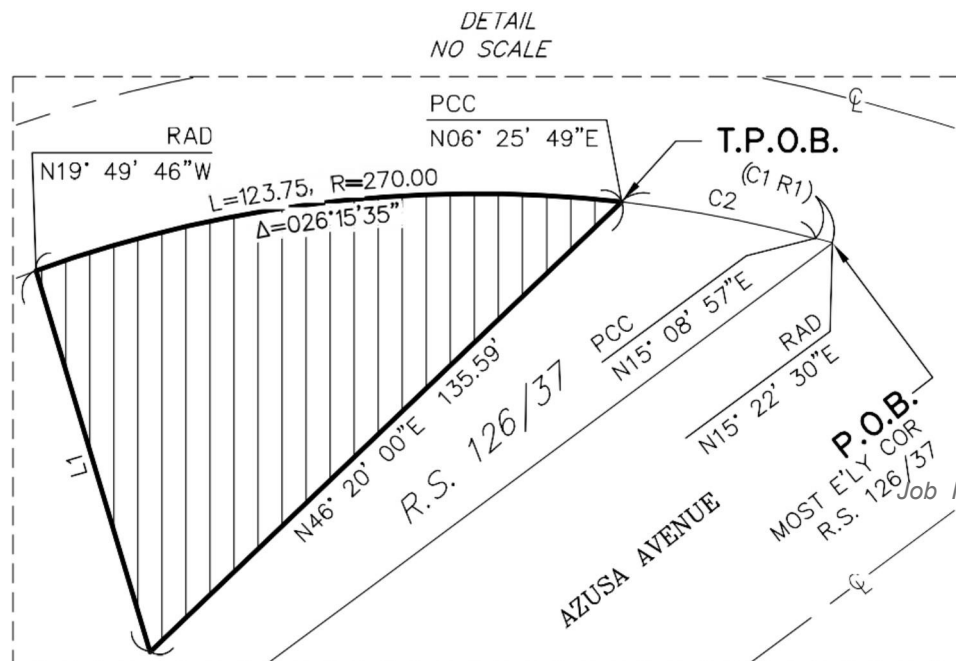 DETAIL
NO SCALE
PCC
N06° 25' 49"E
RAD
N19° 49' 46"W
L=123.75, R=270.00
Δ=026°15'35"
T.P.O.B.
(C1 R1)
C2
℄
PCC
N15° 08' 57"E
RAD
N15° 22' 30"E
P.O.B.
MOST E'LY COR
R.S. 126/37
Job
L1
N46° 20' 00"E 135.59'
R.S. 126/37
AZUSA AVENUE
℄